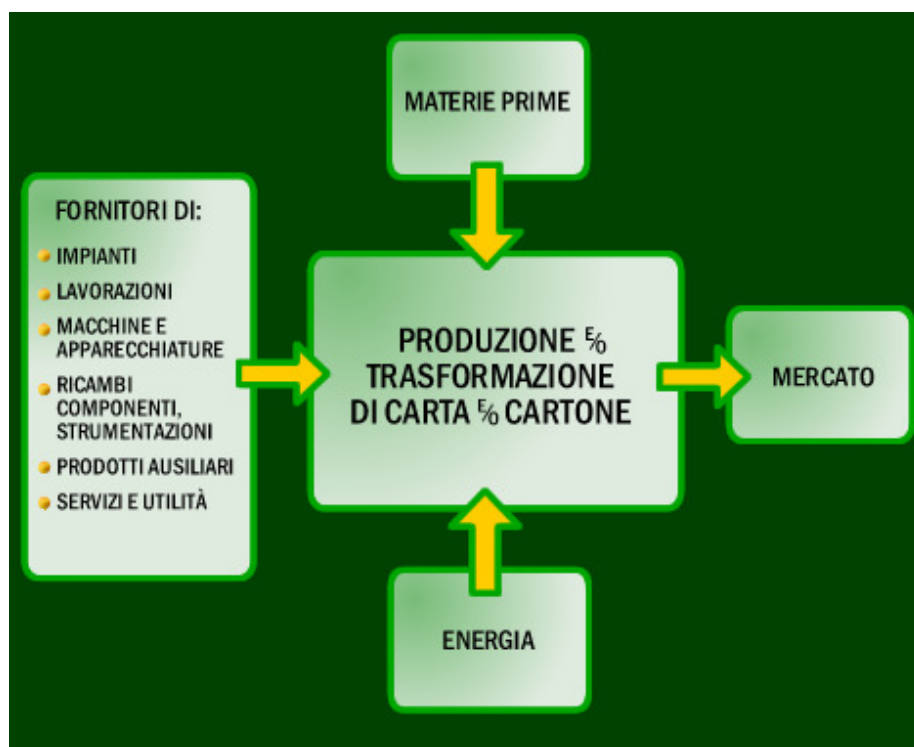 MATERIE PRIME
FORNITORI DI:
IMPIANTI
LAVORAZIONI
MACCHINE E
APPARECCHIATURE
RICAMBI
COMPONENTI,
STRUMENTAZIONI
PRODOTTI AUSILIARI
SERVIZI E UTILITÀ
PRODUZIONE E/O
TRASFORMAZIONE
DI CARTA E/O CARTONE
MERCATO
ENERGIA